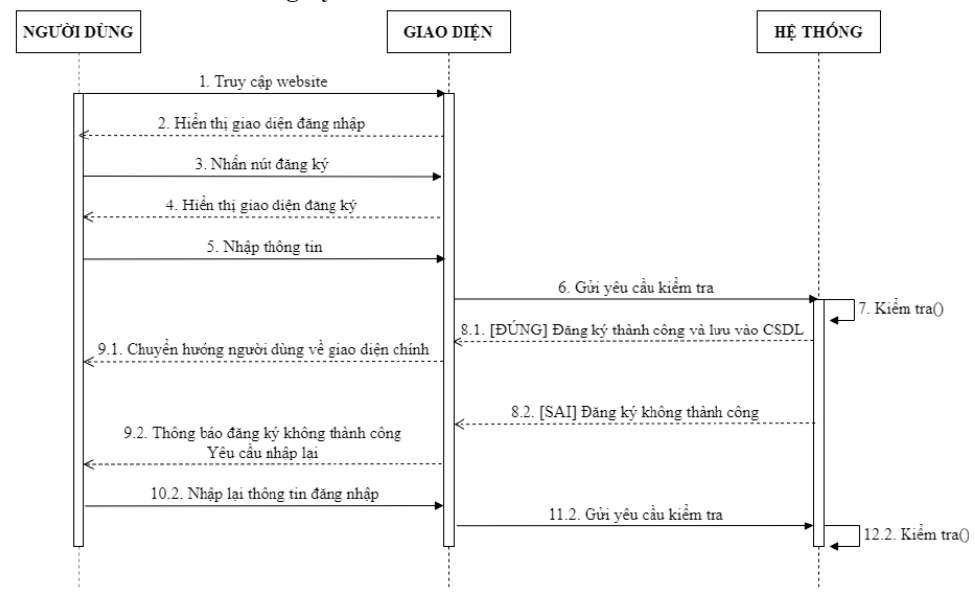 NGƯỜI DÙNG
GIAO DIỆN
HỆ THỐNG
1. Truy cập website
2. Hiển thị giao diện đăng nhập
3. Nhấn nút đăng ký
4. Hiển thị giao diện đăng ký
5. Nhập thông tin
6. Gửi yêu cầu kiểm tra
7. Kiểm tra()
8.1. [ĐÚNG] Đăng ký thành công và lưu vào CSDL
9.1. Chuyển hướng người dùng về giao diện chính
8.2. [SAI] Đăng ký không thành công
9.2. Thông báo đăng ký không thành công
Yêu cầu nhập lại
10.2. Nhập lại thông tin đăng nhập
11.2. Gửi yêu cầu kiểm tra
12.2. Kiểm tra()